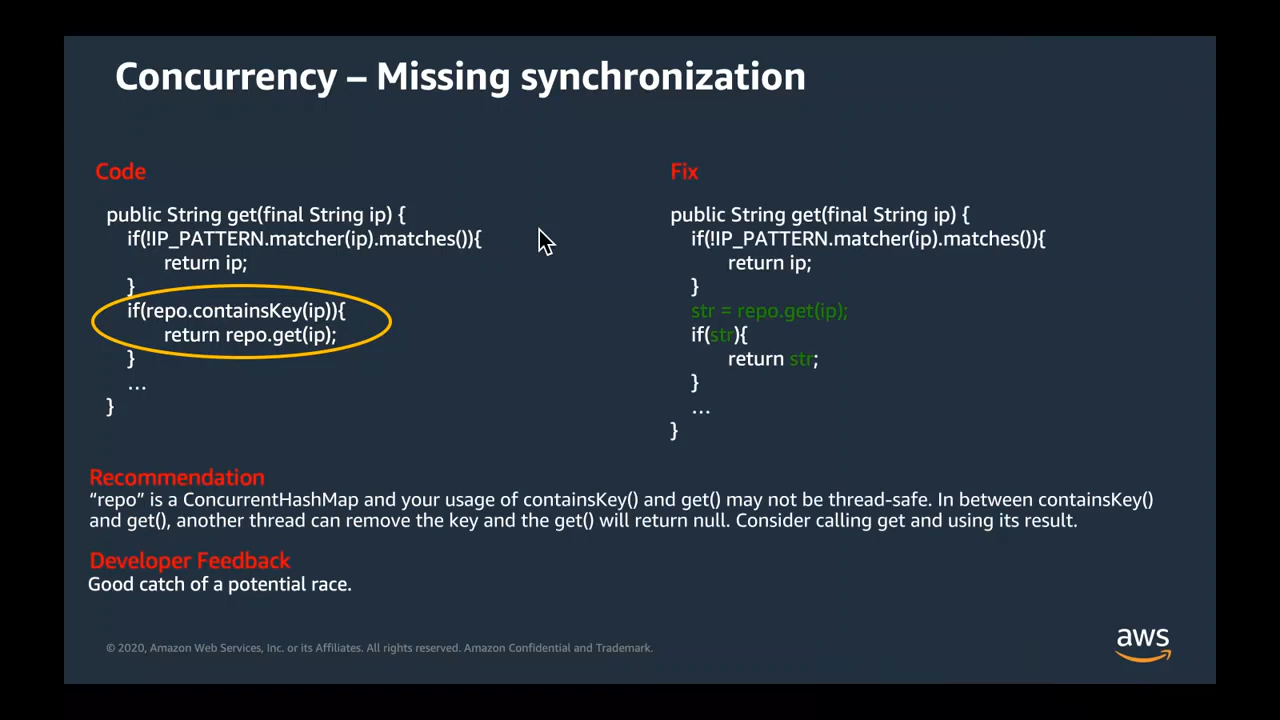 Concurrency – Missing synchronization
Code
public String get(final String ip) {
if(!IP_PATTERN.matcher(ip).matches()){
return ip;
}
if(repo.containsKey(ip)){
return repo.get(ip);
}
...
}
Fix
public String get(final String ip) {
if(!IP_PATTERN.matcher(ip).matches()){
return ip;
}
str = repo.get(ip);
if(str){
return str;
}
...
}
Recommendation
“repo” is a ConcurrentHashMap and your usage of containsKey() and get() may not be thread-safe. In between containsKey()
and get(), another thread can remove the key and the get() will return null. Consider calling get and using its result.
Developer Feedback
Good catch of a potential race.
© 2020, Amazon Web Services, Inc. or its Affiliates. All rights reserved. Amazon Confidential and Trademark.
aws